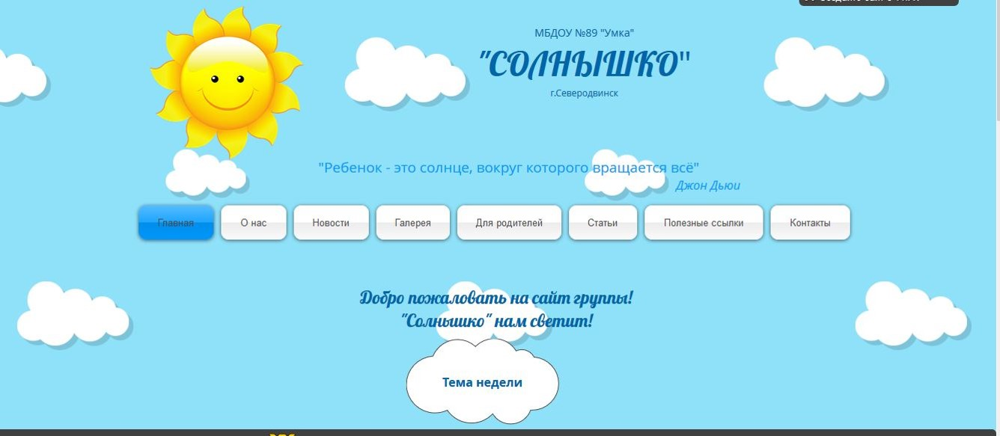 МБДОУ №89 "Умка"
"СОЛНЫШКО"
г.Северодвинск
"Ребенок - это солнце, вокруг которого вращается всё"
Джон Дьюи
Главная
О нас
Новости
Галерея
Для родителей
Статьи
Полезные ссылки
Контакты
Добро пожаловать на сайт группы!
"Солнышко" нам светит!
Тема недели